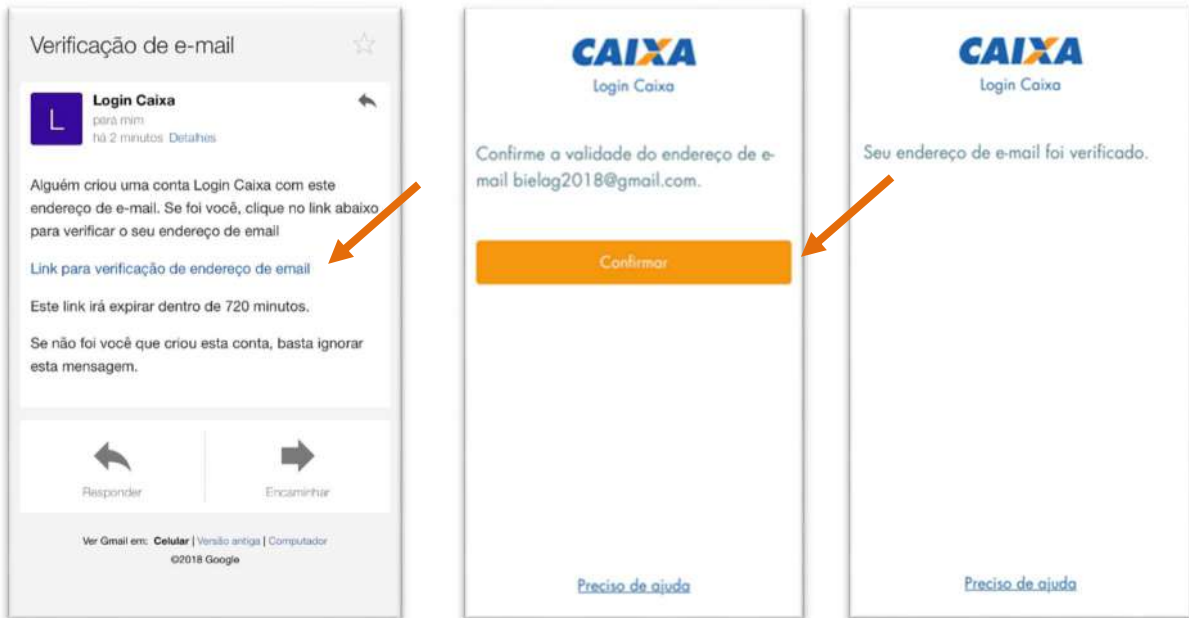 Verificação de e-mail
L
Login Caixa
para mim
há 2 minutos Detalhes
Alguém criou uma conta Login Caixa com este
endereço de e-mail. Se foi você, clique no link abaixo
para verificar o seu endereço de email
Link para verificação de endereço de email
Este link irá expirar dentro de 720 minutos.
Se não foi você que criou esta conta, basta ignorar
esta mensagem.
Responder
Encaminhar
Ver Gmail em: Celular | Versão antiga | Computador
©2018 Google
CAIXA
Login Caixa
Confirme a validade do endereço de e-
mail bielag2018@gmail.com.
Confirmar
Preciso de ajuda
CAIXA
Login Caixa
Seu endereço de e-mail foi verificado.
Preciso de ajuda